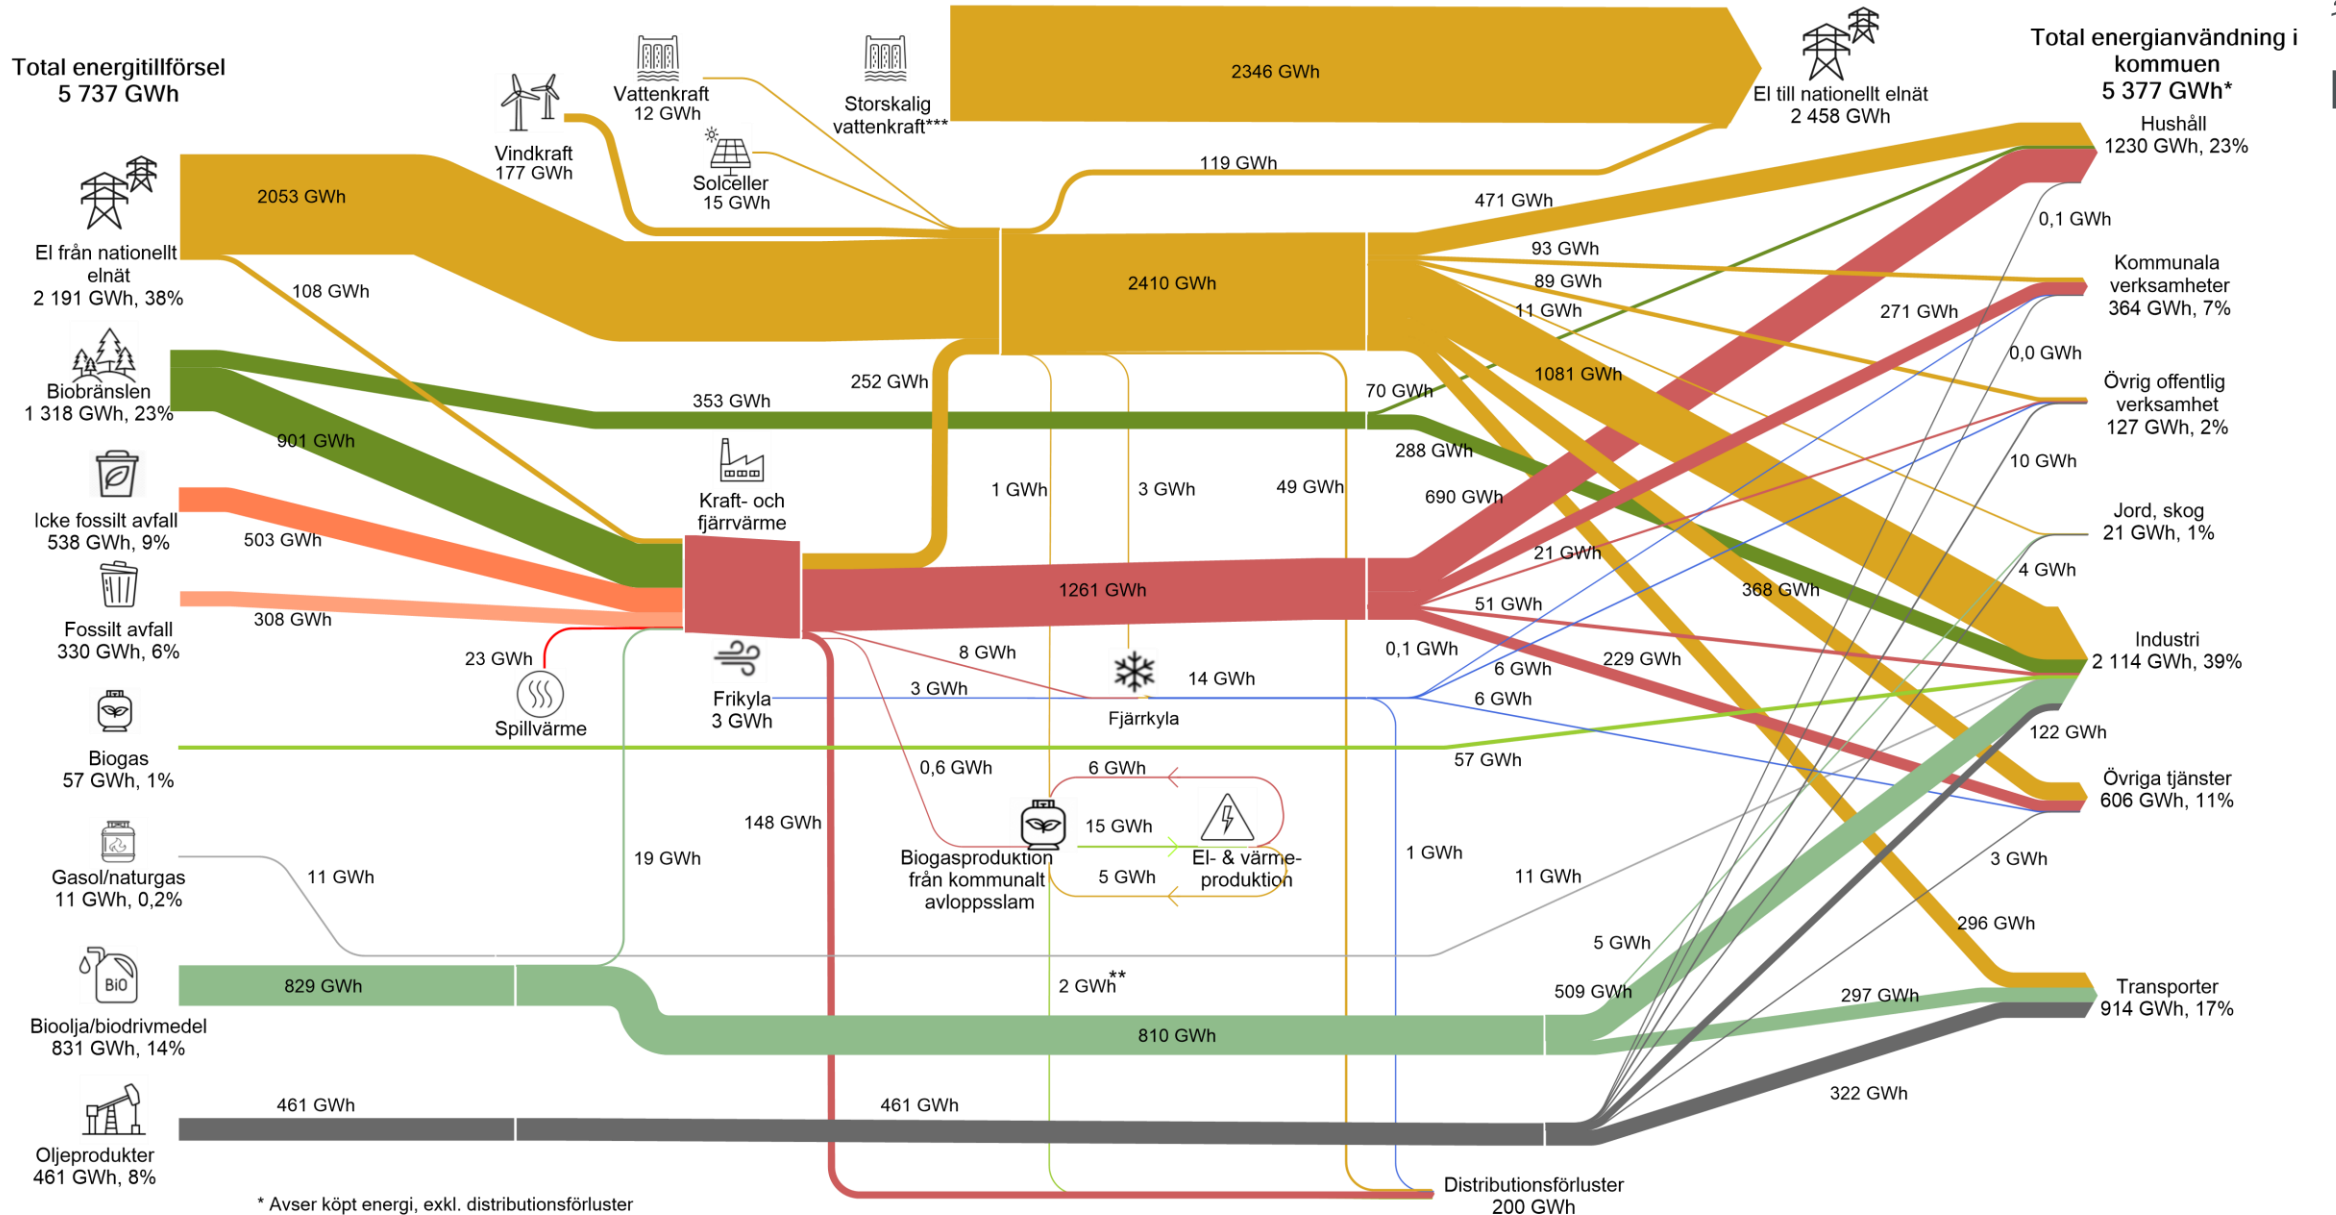 Total energitillförsel
5 737 GWh
El från nationellt
elnät
2 191 GWh, 38%
Biobränslen
1 318 GWh, 23%
Icke fossilt avfall
538 GWh, 9%
Fossilt avfall
330 GWh, 6%
Biogas
57 GWh, 1%
Gasol/naturgas
11 GWh, 0,2%
BiO
Bioolja/biodrivmedel
831 GWh, 14%
Oljeprodukter
461 GWh, 8%
* Avser köpt energi, exkl. distributionsförluster
2053 GWh
108 GWh
901 GWh
503 GWh
308 GWh
11 GWh
829 GWh
461 GWh
Vindkraft
177 GWh
Vattenkraft
12 GWh
Solceller
15 GWh
Storskalig
vattenkraft***
353 GWh
Kraft- och
fjärrvärme
23 GWh
Spillvärme
Frikyla
3 GWh
19 GWh
148 GWh
252 GWh
2346 GWh
119 GWh
2410 GWh
1 GWh
3 GWh
49 GWh
1261 GWh
8 GWh
3 GWh
14 GWh
Fjärrkyla
0,6 GWh
6 GWh
15 GWh
5 GWh
Biogasproduktion
från kommunalt
avloppsslam
El- & värme-
produktion
2 GWh**
810 GWh
461 GWh
1 GWh
Distributionsförluster
200 GWh
471 GWh
93 GWh
89 GWh
11 GWh
1081 GWh
70 GWh
288 GWh
690 GWh
271 GWh
21 GWh
51 GWh
368 GWh
0,1 GWh
6 GWh
229 GWh
6 GWh
57 GWh
11 GWh
5 GWh
509 GWh
297 GWh
296 GWh
322 GWh
0,1 GWh
0,0 GWh
10 GWh
4 GWh
122 GWh
3 GWh
El till nationellt elnät
2 458 GWh
Total energianvändning i
kommuen
5 377 GWh*
Hushåll
1230 GWh, 23%
Kommunala
verksamheter
364 GWh, 7%
Övrig offentlig
verksamhet
127 GWh, 2%
Jord, skog
21 GWh, 1%
Industri
2 114 GWh, 39%
Övriga tjänster
606 GWh, 11%
Transporter
914 GWh, 17%